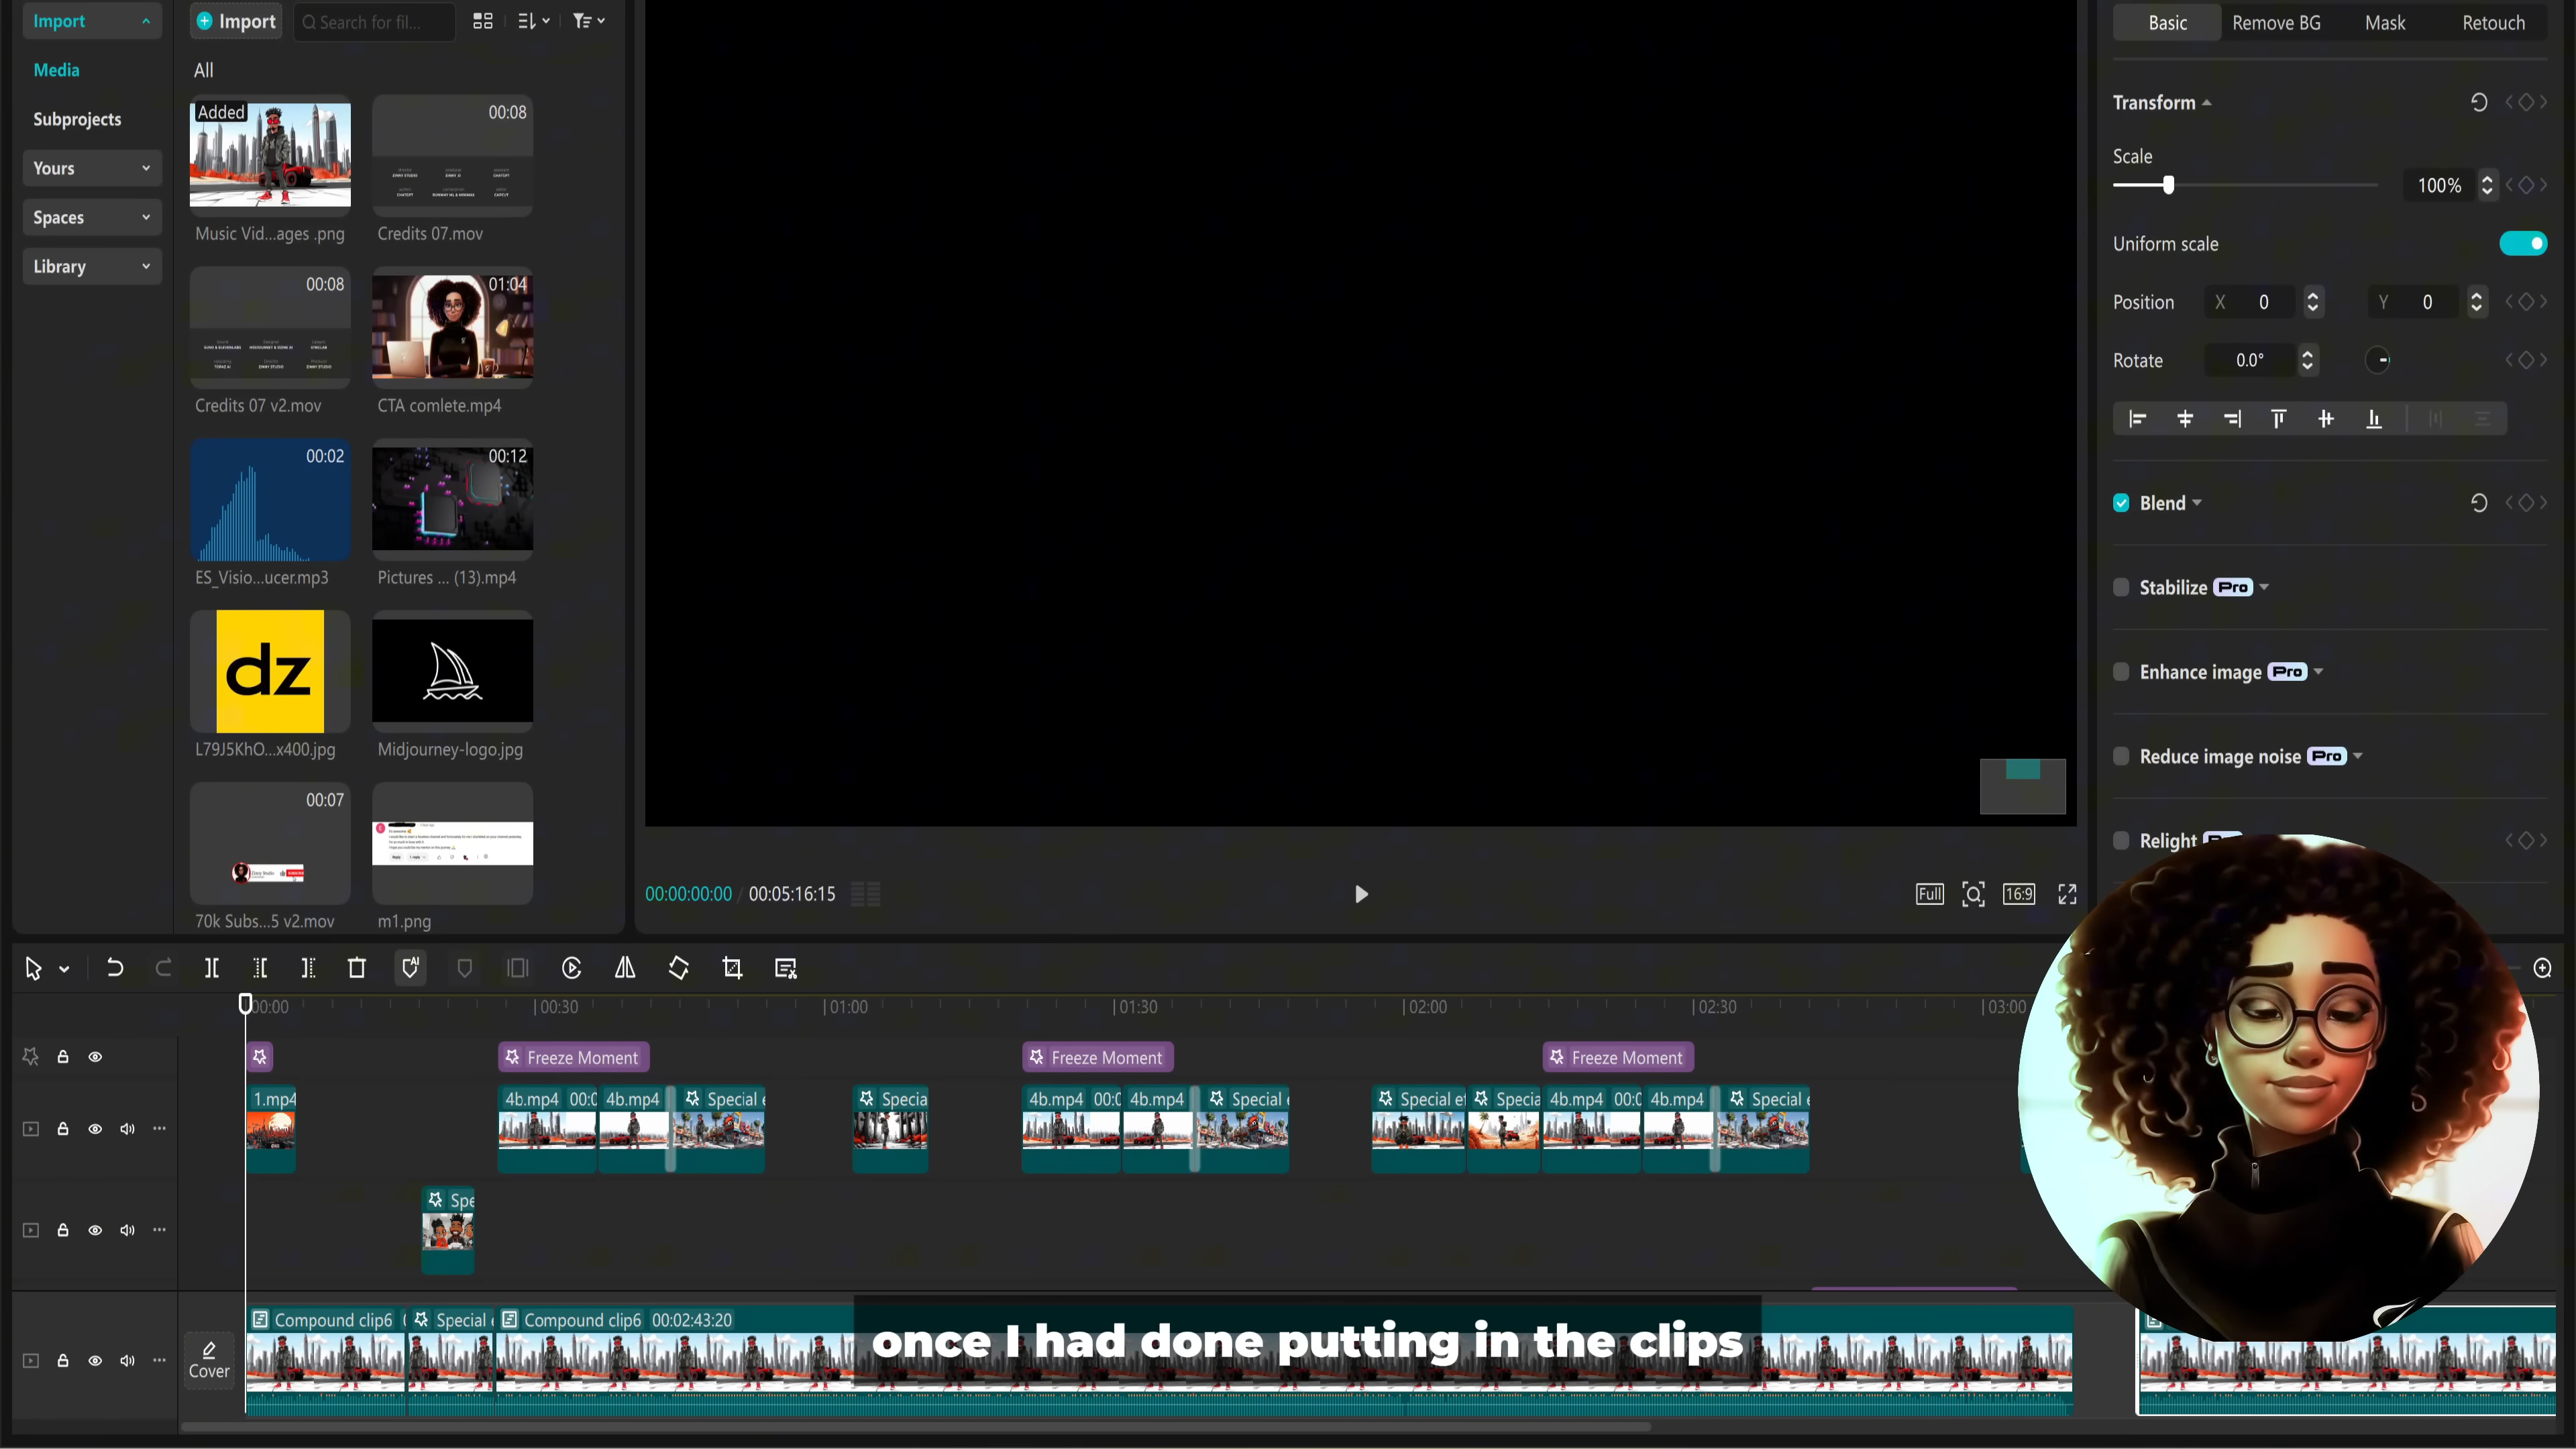 Import
Media
Subprojects
Yours
Spaces
Library
Import
Search for fil...
All
Added
Music Vid...ages .png
00:08
Credits 07.mov
00:08
Credits 07 v2.mov
01:04
CTA comlete.mp4
00:02
ES_Visio...ucer.mp3
00:12
Pictures ... (13).mp4
dz
L79J5KhO...x400.jpg
Midjourney-logo.jpg
00:07
70k Subs...5 v2.mov
m1.png
00:00:00:00 / 00:05:16:15
Full
16:9
Basic Remove BG Mask Retouch
Transform
Scale
100%
Uniform scale
Position X 0 Y 0
Rotate 0.0°
Blend
Stabilize Pro
Enhance image Pro
Reduce image noise Pro
Relight
AI
00:00 00:30 01:00 01:30 02:00 02:30 03:00
Freeze Moment Freeze Moment Freeze Moment
1.mp4 4b.mp4 00:0 4b.mp4 Special e Specia 4b.mp4 00:0 4b.mp4 Special e Special ef Specia 4b.mp4 00:0 4b.mp4 Special e
Spe
Cover
Compound clip6 Special e Compound clip6 00:02:43:20
once I had done putting in the clips